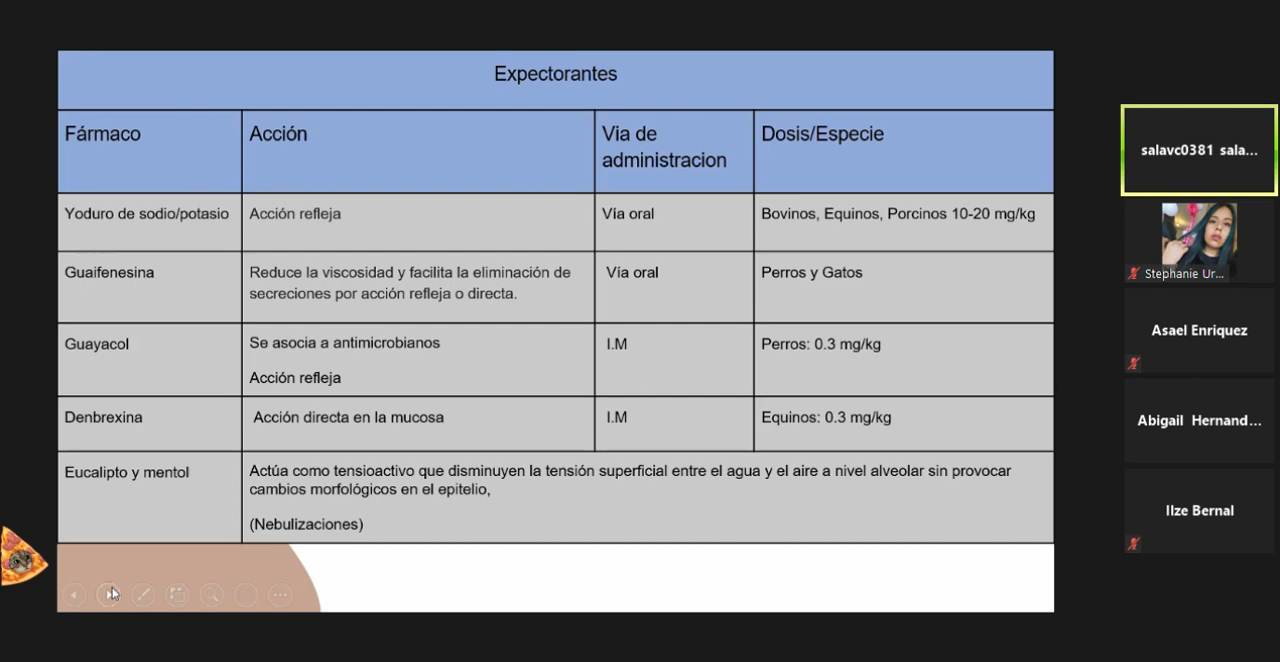 Expectorantes
Fármaco
Acción
Via de
administracion
Dosis/Especie
Yoduro de sodio/potasio
Acción refleja
Vía oral
Bovinos, Equinos, Porcinos 10-20 mg/kg
Guaifenesina
Reduce la viscosidad y facilita la eliminación de
secreciones por acción refleja o directa.
Vía oral
Perros y Gatos
Guayacol
Se asocia a antimicrobianos
Acción refleja
I.M
Perros: 0.3 mg/kg
Denbrexina
Acción directa en la mucosa
I.M
Equinos: 0.3 mg/kg
Eucalipto y mentol
Actúa como tensioactivo que disminuyen la tensión superficial entre el agua y el aire a nivel alveolar sin provocar
cambios morfológicos en el epitelio,
(Nebulizaciones)
salavc0381 sala...
Stephanie Ur...
Asael Enriquez
Abigail Hernand...
Ilze Bernal